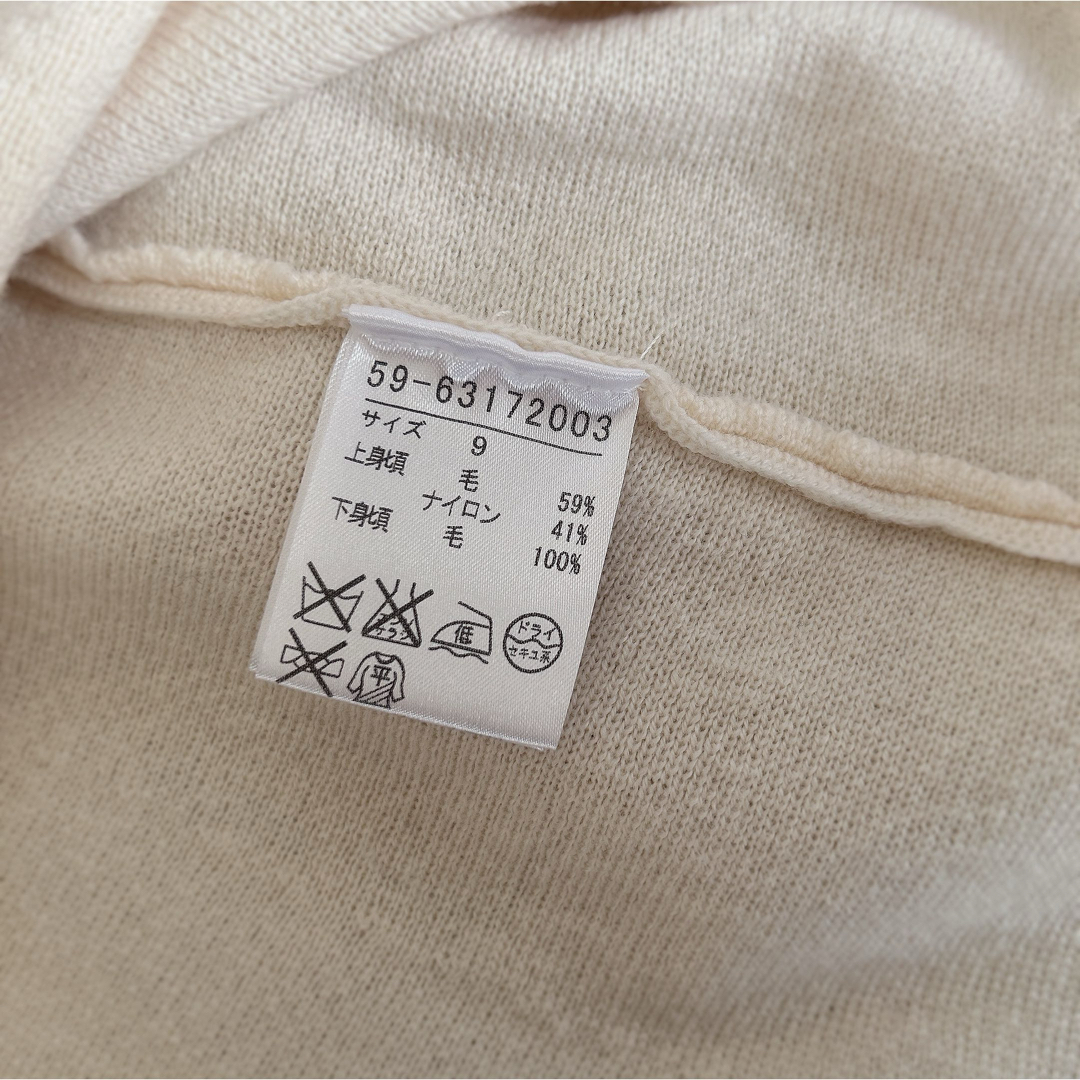 59-63172003
サイズ 9
上身頃 毛 59%
ナイロン 41%
下身頃 毛 100%
低
ドライ
セキユ系
平